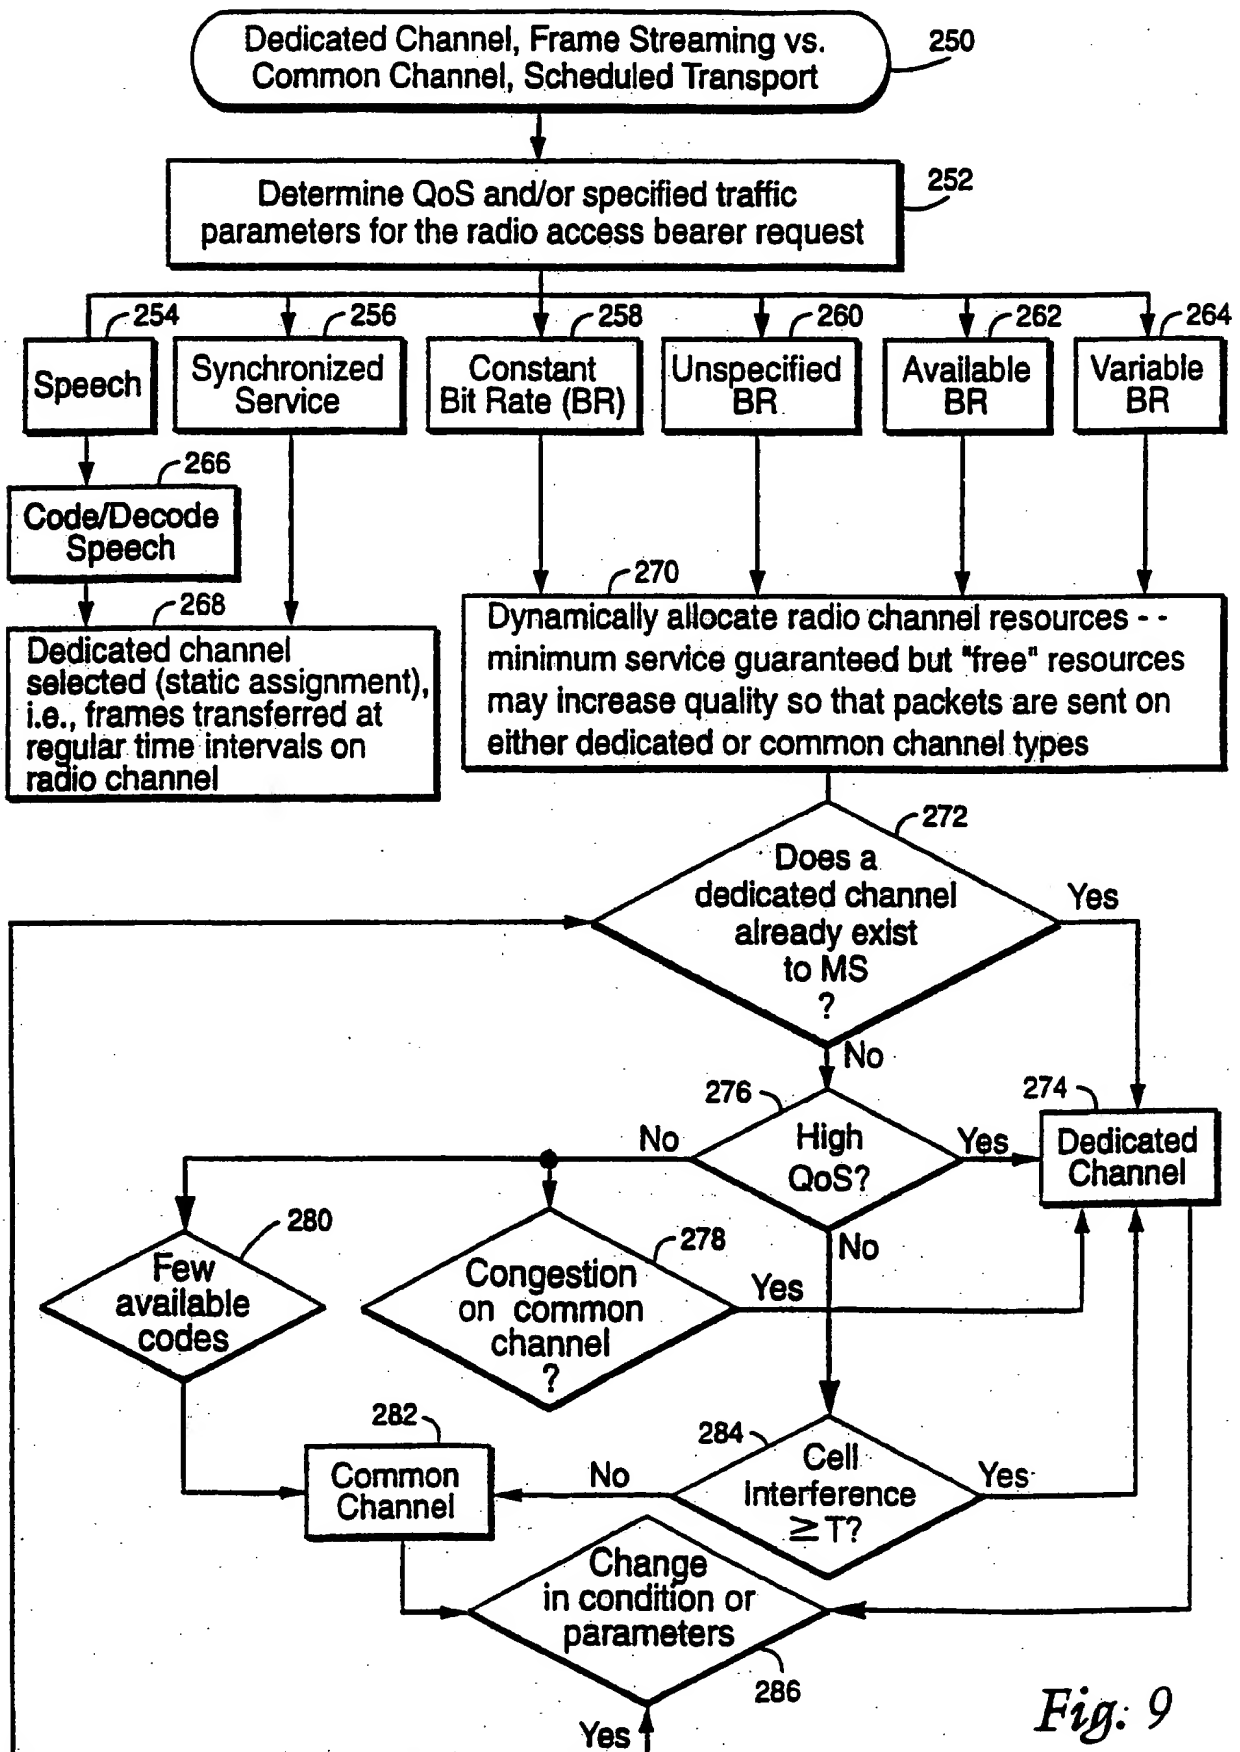 Dedicated Channel, Frame Streaming vs.
Common Channel, Scheduled Transport
250
Determine QoS and/or specified traffic
parameters for the radio access bearer request
252
254
256
258
260
262
264
Speech
Synchronized
Service
Constant
Bit Rate (BR)
Unspecified
BR
Available
BR
Variable
BR
266
Code/Decode
Speech
268
Dedicated channel
selected (static assignment),
i.e., frames transferred at
regular time intervals on
radio channel
270
Dynamically allocate radio channel resources - -
minimum service guaranteed but "free" resources
may increase quality so that packets are sent on
either dedicated or common channel types
272
Does a
dedicated channel
already exist
to MS
?
Yes
No
276
High
QoS?
No
Yes
No
274
Dedicated
Channel
280
Few
available
codes
278
Congestion
on common
channel
?
Yes
282
Common
Channel
284
Cell
interference
≥ T?
No
Yes
Change
in condition or
parameters
286
Yes
Fig. 9